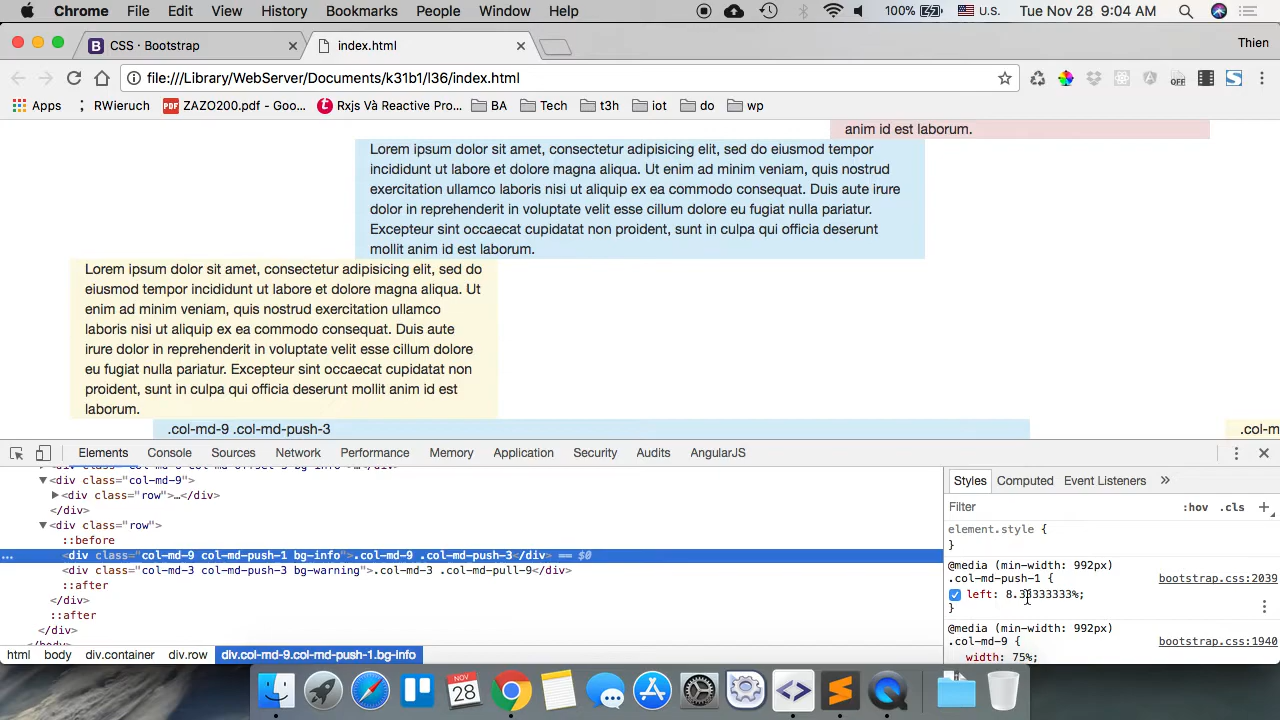 Chrome File Edit View History Bookmarks People Window Help 100% U.S. Tue Nov 28 9:04 AM
CSS · Bootstrap
index.html
Thien
file:///Library/WebServer/Documents/k31b1/l36/index.html
OFF
Apps RWieruch PDF ZAZO200.pdf - Goo... Rxjs Và Reactive Pro... BA Tech t3h iot do wp
anim id est laborum.
Lorem ipsum dolor sit amet, consectetur adipisicing elit, sed do eiusmod tempor
incididunt ut labore et dolore magna aliqua. Ut enim ad minim veniam, quis nostrud
exercitation ullamco laboris nisi ut aliquip ex ea commodo consequat. Duis aute irure
dolor in reprehenderit in voluptate velit esse cillum dolore eu fugiat nulla pariatur.
Excepteur sint occaecat cupidatat non proident, sunt in culpa qui officia deserunt
mollit anim id est laborum.
Lorem ipsum dolor sit amet, consectetur adipisicing elit, sed do
eiusmod tempor incididunt ut labore et dolore magna aliqua. Ut
enim ad minim veniam, quis nostrud exercitation ullamco
laboris nisi ut aliquip ex ea commodo consequat. Duis aute
irure dolor in reprehenderit in voluptate velit esse cillum dolore
eu fugiat nulla pariatur. Excepteur sint occaecat cupidatat non
proident, sunt in culpa qui officia deserunt mollit anim id est
laborum.
.col-md-9 .col-md-push-3
.col-m
Elements Console Sources Network Performance Memory Application Security Audits AngularJS
<div class="col-md-9">
<div class="row">…</div>
</div>
<div class="row">
::before
... <div class="col-md-9 col-md-push-1 bg-info">.col-md-9 .col-md-push-3</div> == $0
<div class="col-md-3 col-md-push-3 bg-warning">.col-md-3 .col-md-pull-9</div>
::after
</div>
::after
</div>
html body div.container div.row div.col-md-9.col-md-push-1.bg-info
Styles Computed Event Listeners »
Filter :hov .cls +
element.style {
}
@media (min-width: 992px)
.col-md-push-1 { bootstrap.css:2039
left: 8.33333333%;
}
@media (min-width: 992px)
.col-md-9 { bootstrap.css:1940
width: 75%;
NOV
28